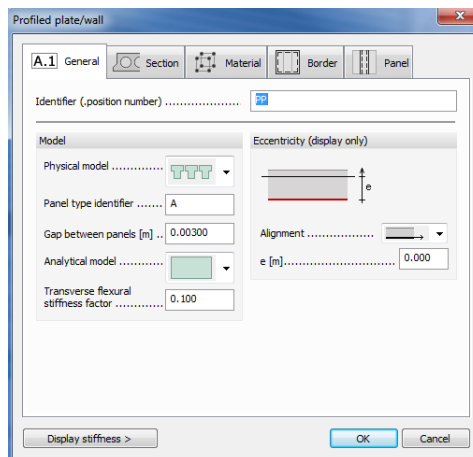 Profiled plate/wall
A.1 General
Section
Material
Border
Panel
Identifier (.position number) .....................
PP
Model
Eccentricity (display only)
Physical model .............
e
Panel type identifier .......
A
Gap between panels [m] ..
0.00300
Alignment ...................
Analytical model ...........
e [m]..............................
0.000
Transverse flexural
stiffness factor ............
0.100
Display stiffness >
OK
Cancel